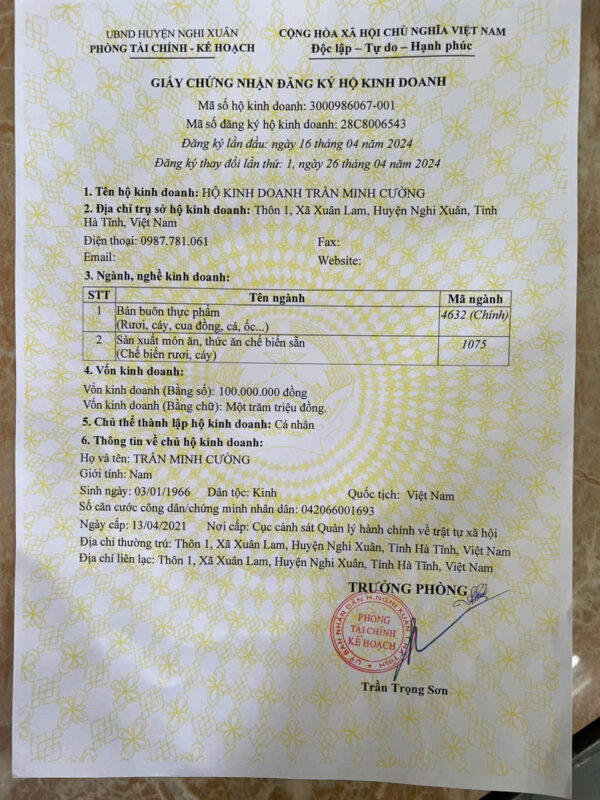 UBND HUYỆN NGHI XUÂN
PHÒNG TÀI CHÍNH - KẾ HOẠCH
CỘNG HÒA XÃ HỘI CHỦ NGHĨA VIỆT NAM
Độc lập – Tự do – Hạnh phúc
GIẤY CHỨNG NHẬN ĐĂNG KÝ HỘ KINH DOANH
Mã số hộ kinh doanh: 3000986067-001
Mã số đăng ký hộ kinh doanh: 28C8006543
Đăng ký lần đầu: ngày 16 tháng 04 năm 2024
Đăng ký thay đổi lần thứ: 1, ngày 26 tháng 04 năm 2024
1. Tên hộ kinh doanh: HỘ KINH DOANH TRẦN MINH CƯỜNG
2. Địa chỉ trụ sở hộ kinh doanh: Thôn 1, Xã Xuân Lam, Huyện Nghi Xuân, Tỉnh
Hà Tĩnh, Việt Nam
Điện thoại: 0987.781.061 Fax:
Email: Website:
3. Ngành, nghề kinh doanh:
STT Tên ngành Mã ngành
1 Bán buôn thực phẩm 4632 (Chính)
(Rươi, cáy, cua đồng, cá, ốc...)
2 Sản xuất món ăn, thức ăn chế biến sẵn 1075
(Chế biến rươi, cáy)
4. Vốn kinh doanh:
Vốn kinh doanh (Bằng số): 100.000.000 đồng
Vốn kinh doanh (Bằng chữ): Một trăm triệu đồng.
5. Chủ thể thành lập hộ kinh doanh: Cá nhân
6. Thông tin về chủ hộ kinh doanh:
Họ và tên: TRẦN MINH CƯỜNG
Giới tính: Nam
Sinh ngày: 03/01/1966 Dân tộc: Kinh Quốc tịch: Việt Nam
Số căn cước công dân/chứng minh nhân dân: 042066001693
Ngày cấp: 13/04/2021 Nơi cấp: Cục cảnh sát Quản lý hành chính về trật tự xã hội
Địa chỉ thường trú: Thôn 1, Xã Xuân Lam, Huyện Nghi Xuân, Tỉnh Hà Tĩnh, Việt Nam
Địa chỉ liên lạc: Thôn 1, Xã Xuân Lam, Huyện Nghi Xuân, Tỉnh Hà Tĩnh, Việt Nam
TRƯỞNG PHÒNG
ỦY BAN NHÂN DÂN H.NGHI XUÂN T.HÀ TĨNH
PHÒNG
TÀI CHÍNH
KẾ HOẠCH
Trần Trọng Sơn